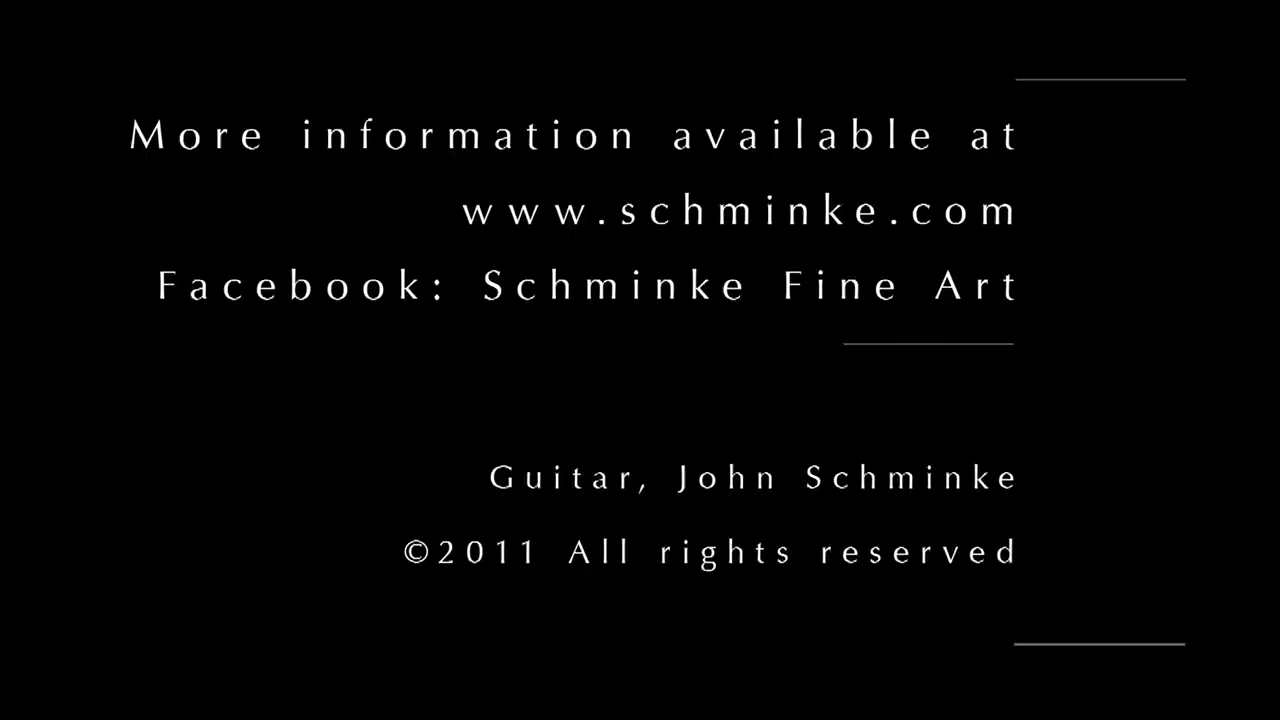 More information available at
www.schminke.com
Facebook: Schminke Fine Art
Guitar, John Schminke
©2011 All rights reserved